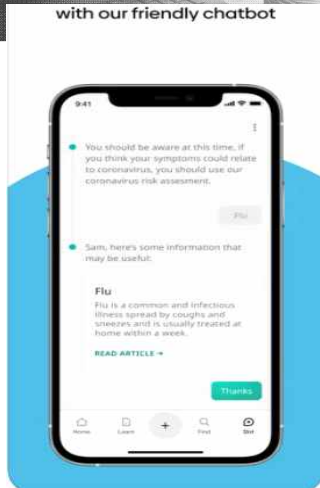 with our friendly chatbot
9:41
You should be aware at this time, if
you think your symptoms could relate
to coronavirus, you should use our
coronavirus risk assesment.
Flu
Sam, here's some information that
may be useful:
Flu
Flu is a common and infectious
illness spread by coughs and
sneezes and is usually treated at
home within a week.
READ ARTICLE →
Thanks
Home
Learn
+
Find